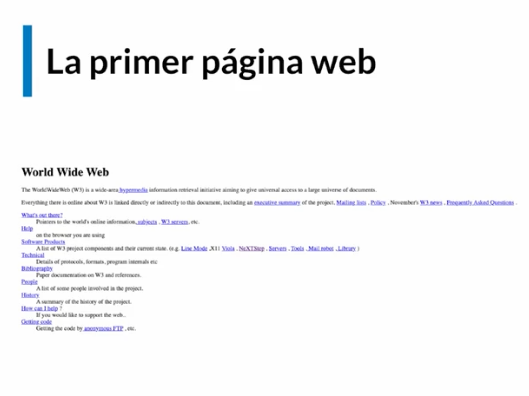 La primer página web
World Wide Web
The WorldWideWeb (W3) is a wide-area hypermedia information retrieval initiative aiming to give universal access to a large universe of documents.
Everything there is online about W3 is linked directly or indirectly to this document, including an executive summary of the project, Mailing lists , Policy , November's W3 news , Frequently Asked Questions .
What's out there?
Pointers to the world's online information, subjects , W3 servers, etc.
Help
on the browser you are using
Software Products
A list of W3 project components and their current state. (e.g. Line Mode ,X11 Viola , NeXTStep , Servers , Tools , Mail robot , Library )
Technical
Details of protocols, formats, program internals etc
Bibliography
Paper documentation on W3 and references.
People
A list of some people involved in the project.
History
A summary of the history of the project.
How can I help ?
If you would like to support the web..
Getting code
Getting the code by anonymous FTP , etc.